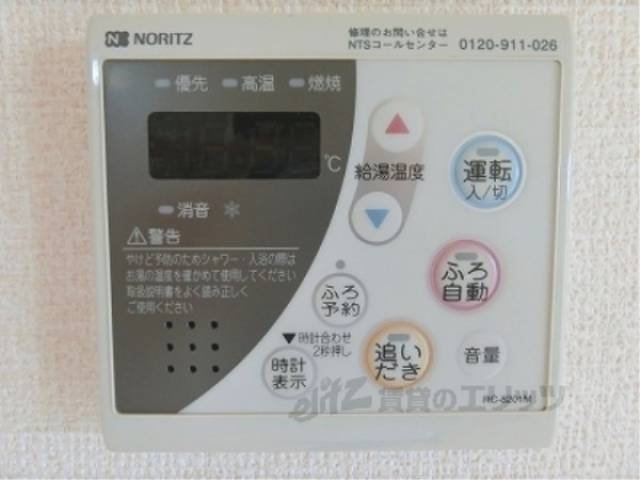 NORITZ
修理のお問い合せは
NTSコールセンター 0120-911-026
優先 高温 燃焼
℃
給湯温度
運転
入/切
消音
警告
やけど予防のためシャワー・入浴の際は
お湯の温度を確かめて使用してください
取扱説明書をよく読み正しく
ご使用ください
ふろ
自動
ふろ
予約
▼時計合わせ
2秒押し
時計
表示
追い
だき
音量
RC-8201M
elitz 賃貸のエリッツ